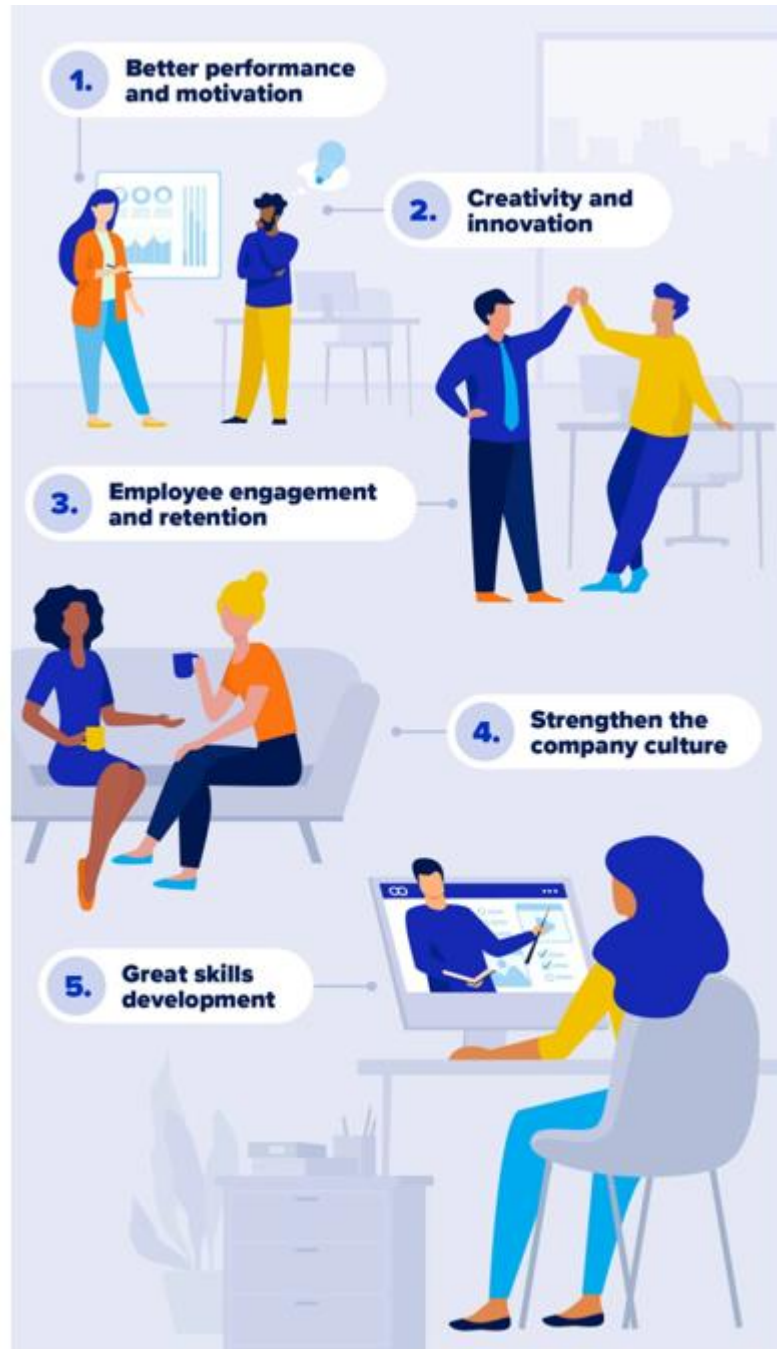 1. Better performance
and motivation
2. Creativity and
innovation
3. Employee engagement
and retention
4. Strengthen the
company culture
5. Great skills
development